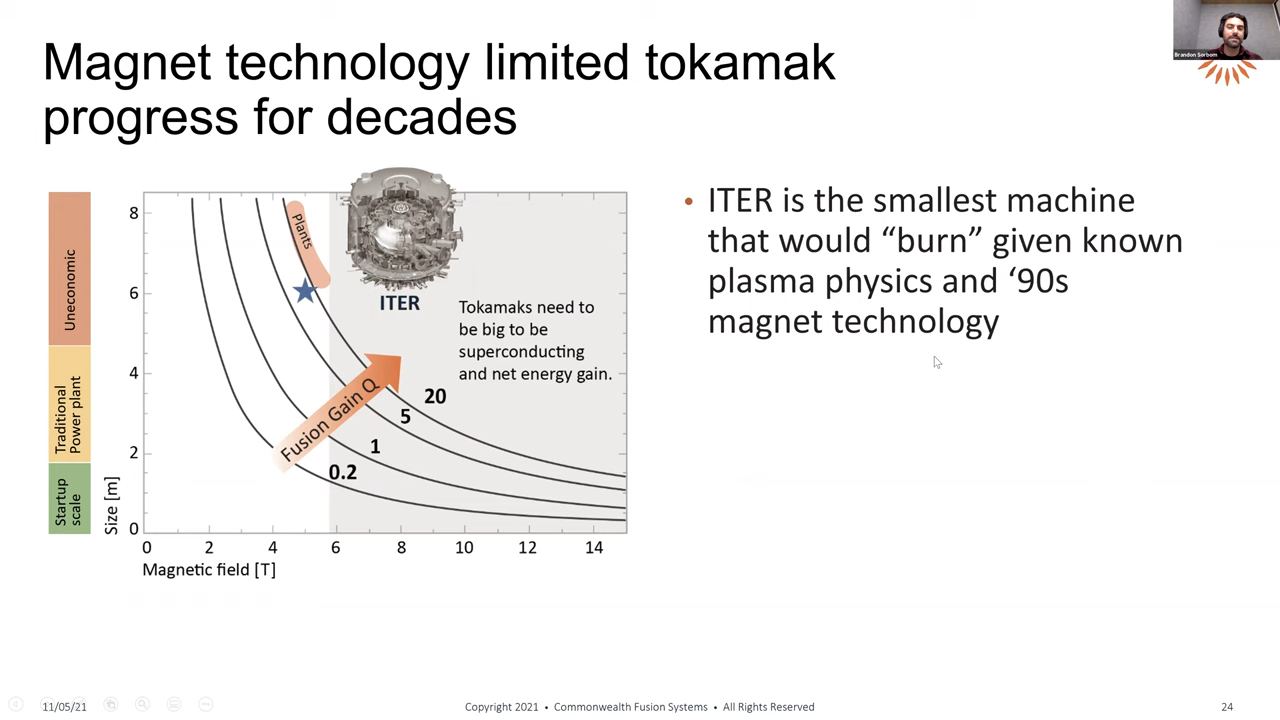 Magnet technology limited tokamak
progress for decades
Brandon Sorbom
Uneconomic
Traditional
Power plant
Startup
scale
Size [m]
8
6
4
2
0
0
2
4
6
8
10
12
14
Magnetic field [T]
Plants
ITER
Tokamaks need to
be big to be
superconducting
and net energy gain.
Fusion Gain Q
20
5
1
0.2
• ITER is the smallest machine
that would “burn” given known
plasma physics and ‘90s
magnet technology
11/05/21
Copyright 2021 • Commonwealth Fusion Systems • All Rights Reserved
24